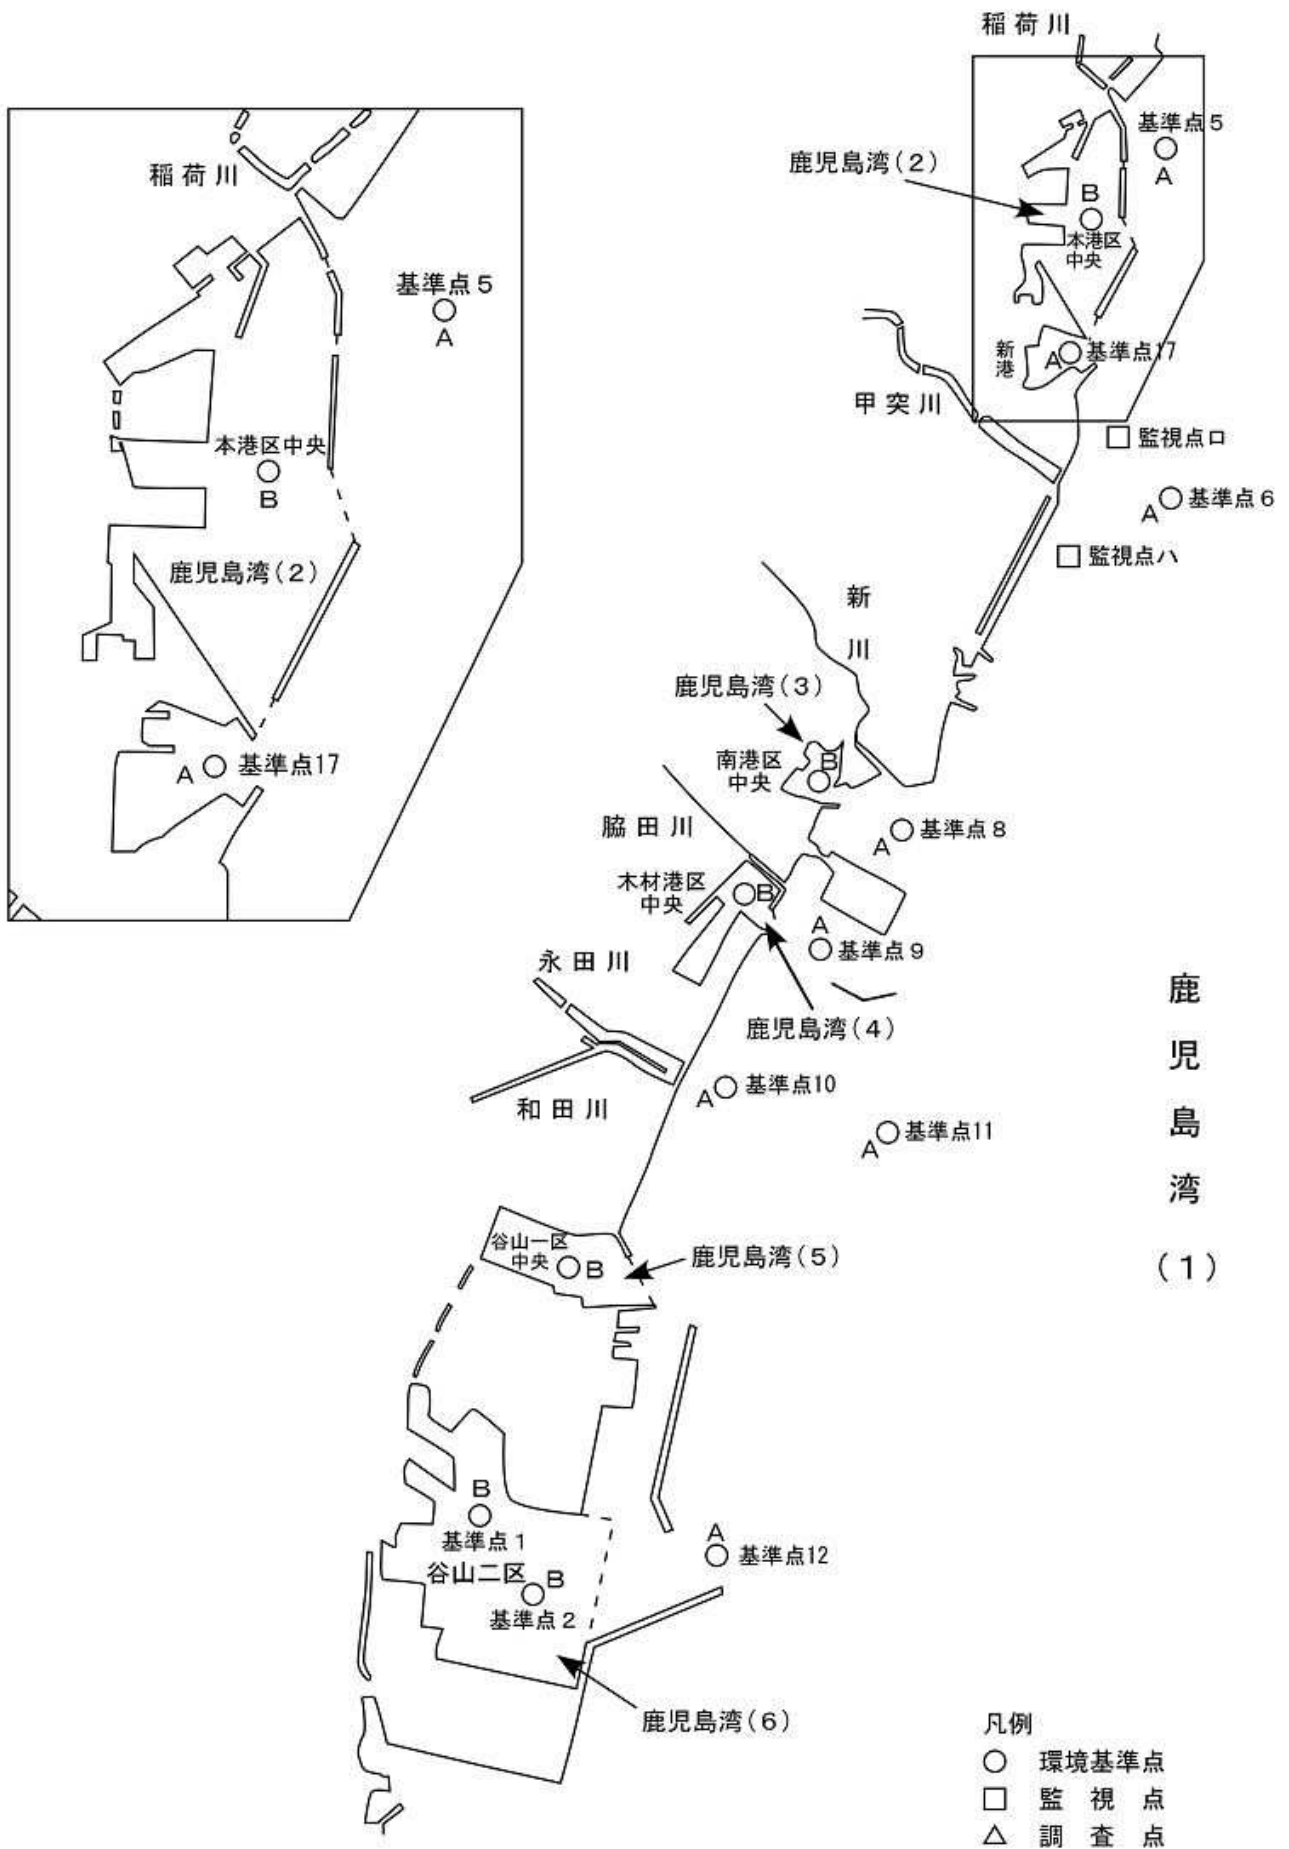 稲荷川
基準点5
A
本港区中央
B
鹿児島湾(2)
A
基準点17
稲荷川
基準点5
A
鹿児島湾(2)
B
本港区
中央
新港
A
基準点17
甲突川
監視点ロ
A
基準点6
監視点ハ
新川
鹿児島湾(3)
南港区
中央
B
脇田川
A
基準点8
木材港区
中央
B
A
基準点9
永田川
鹿児島湾(4)
和田川
A
基準点10
A
基準点11
鹿児島湾(1)
谷山一区
中央
B
鹿児島湾(5)
B
基準点1
谷山二区
B
基準点2
A
基準点12
鹿児島湾(6)
凡例
○ 環境基準点
□ 監視点
△ 調査点